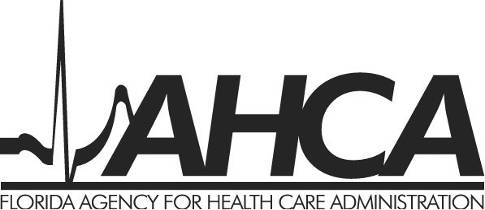 AHCA
FLORIDA AGENCY FOR HEALTH CARE ADMINISTRATION